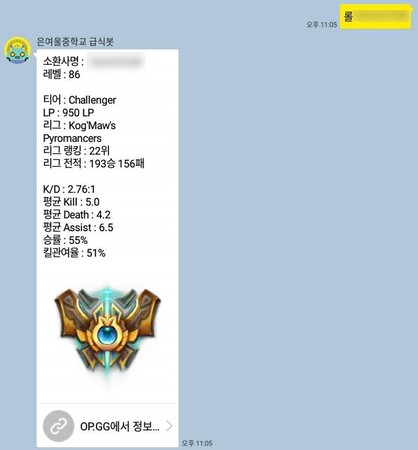 롤
오후 11:05
은여울중학교 급식봇
소환사명 :
레벨 : 86
티어 : Challenger
LP : 950 LP
리그 : Kog'Maw's
Pyromancers
리그 랭킹 : 22위
리그 전적 : 193승 156패
K/D : 2.76:1
평균 Kill : 5.0
평균 Death : 4.2
평균 Assist : 6.5
승률 : 55%
킬관여율 : 51%
OP.GG에서 정보...
오후 11:05